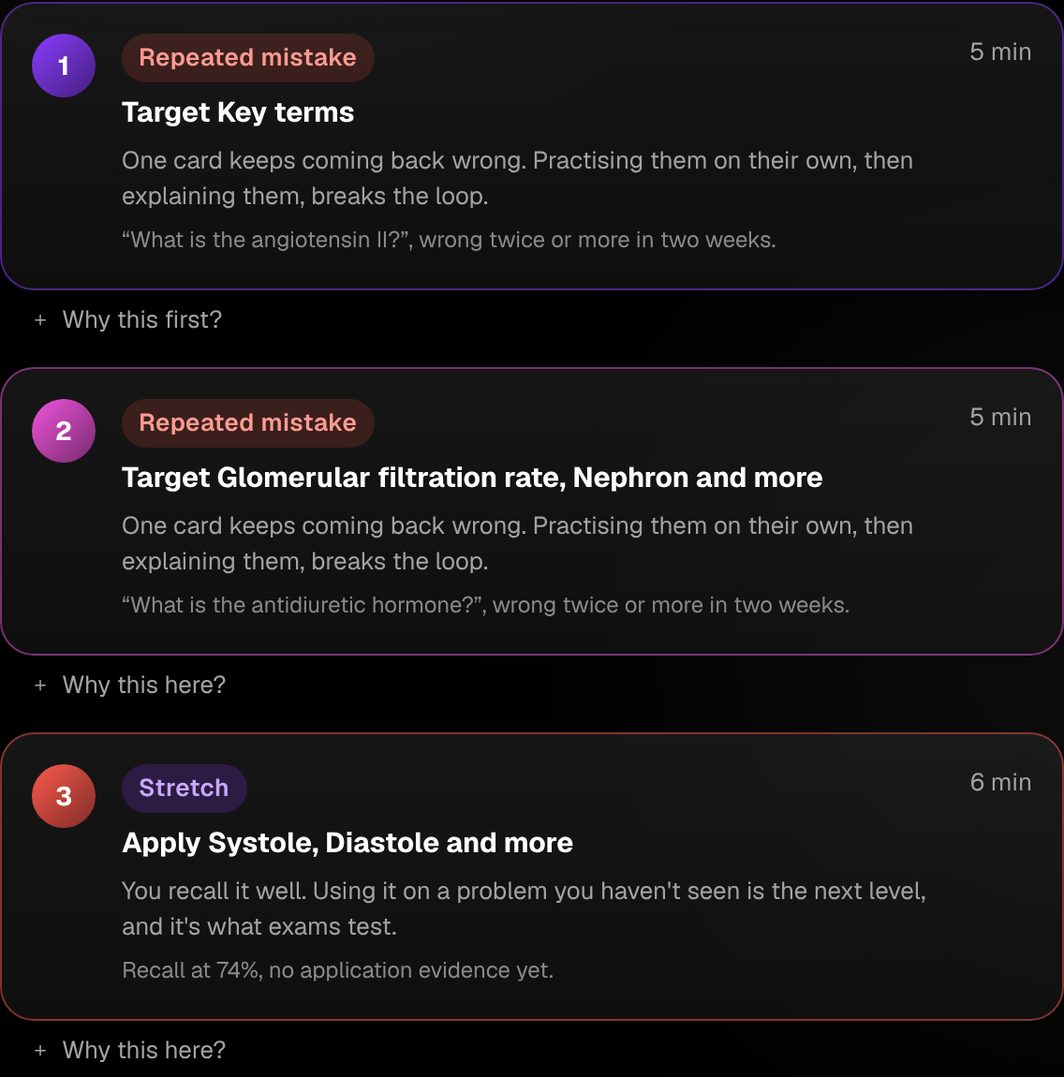 1
Repeated mistake
5 min
Target Key terms
One card keeps coming back wrong. Practising them on their own, then
explaining them, breaks the loop.
“What is the angiotensin II?”, wrong twice or more in two weeks.
+ Why this first?
2
Repeated mistake
5 min
Target Glomerular filtration rate, Nephron and more
One card keeps coming back wrong. Practising them on their own, then
explaining them, breaks the loop.
“What is the antidiuretic hormone?”, wrong twice or more in two weeks.
+ Why this here?
3
Stretch
6 min
Apply Systole, Diastole and more
You recall it well. Using it on a problem you haven't seen is the next level,
and it's what exams test.
Recall at 74%, no application evidence yet.
+ Why this here?